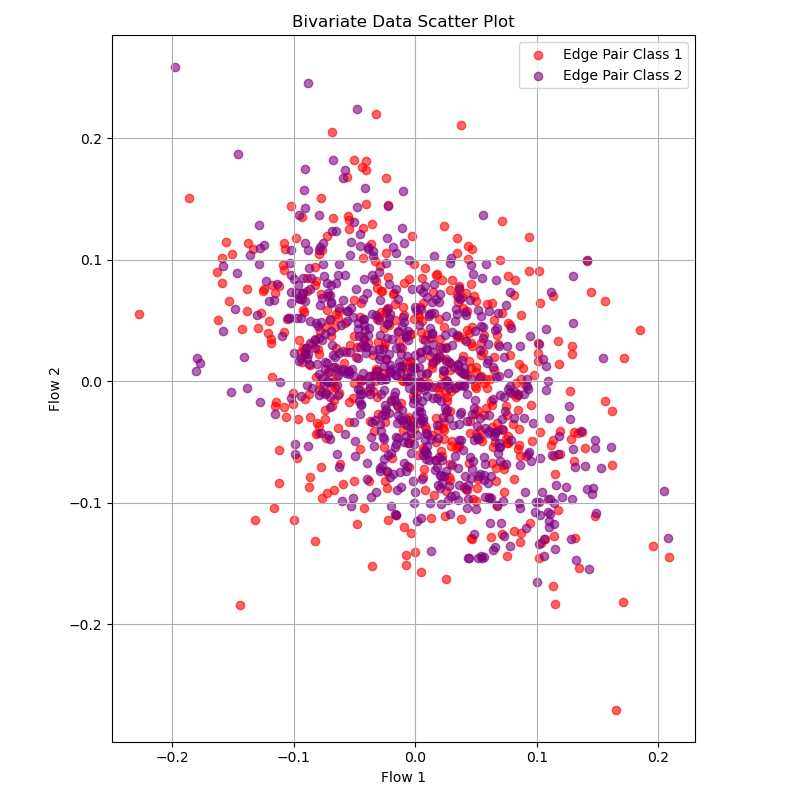 Bivariate Data Scatter Plot
Edge Pair Class 1
Edge Pair Class 2
0.2
0.1
0.0
−0.1
−0.2
Flow 2
−0.2
−0.1
0.0
0.1
0.2
Flow 1